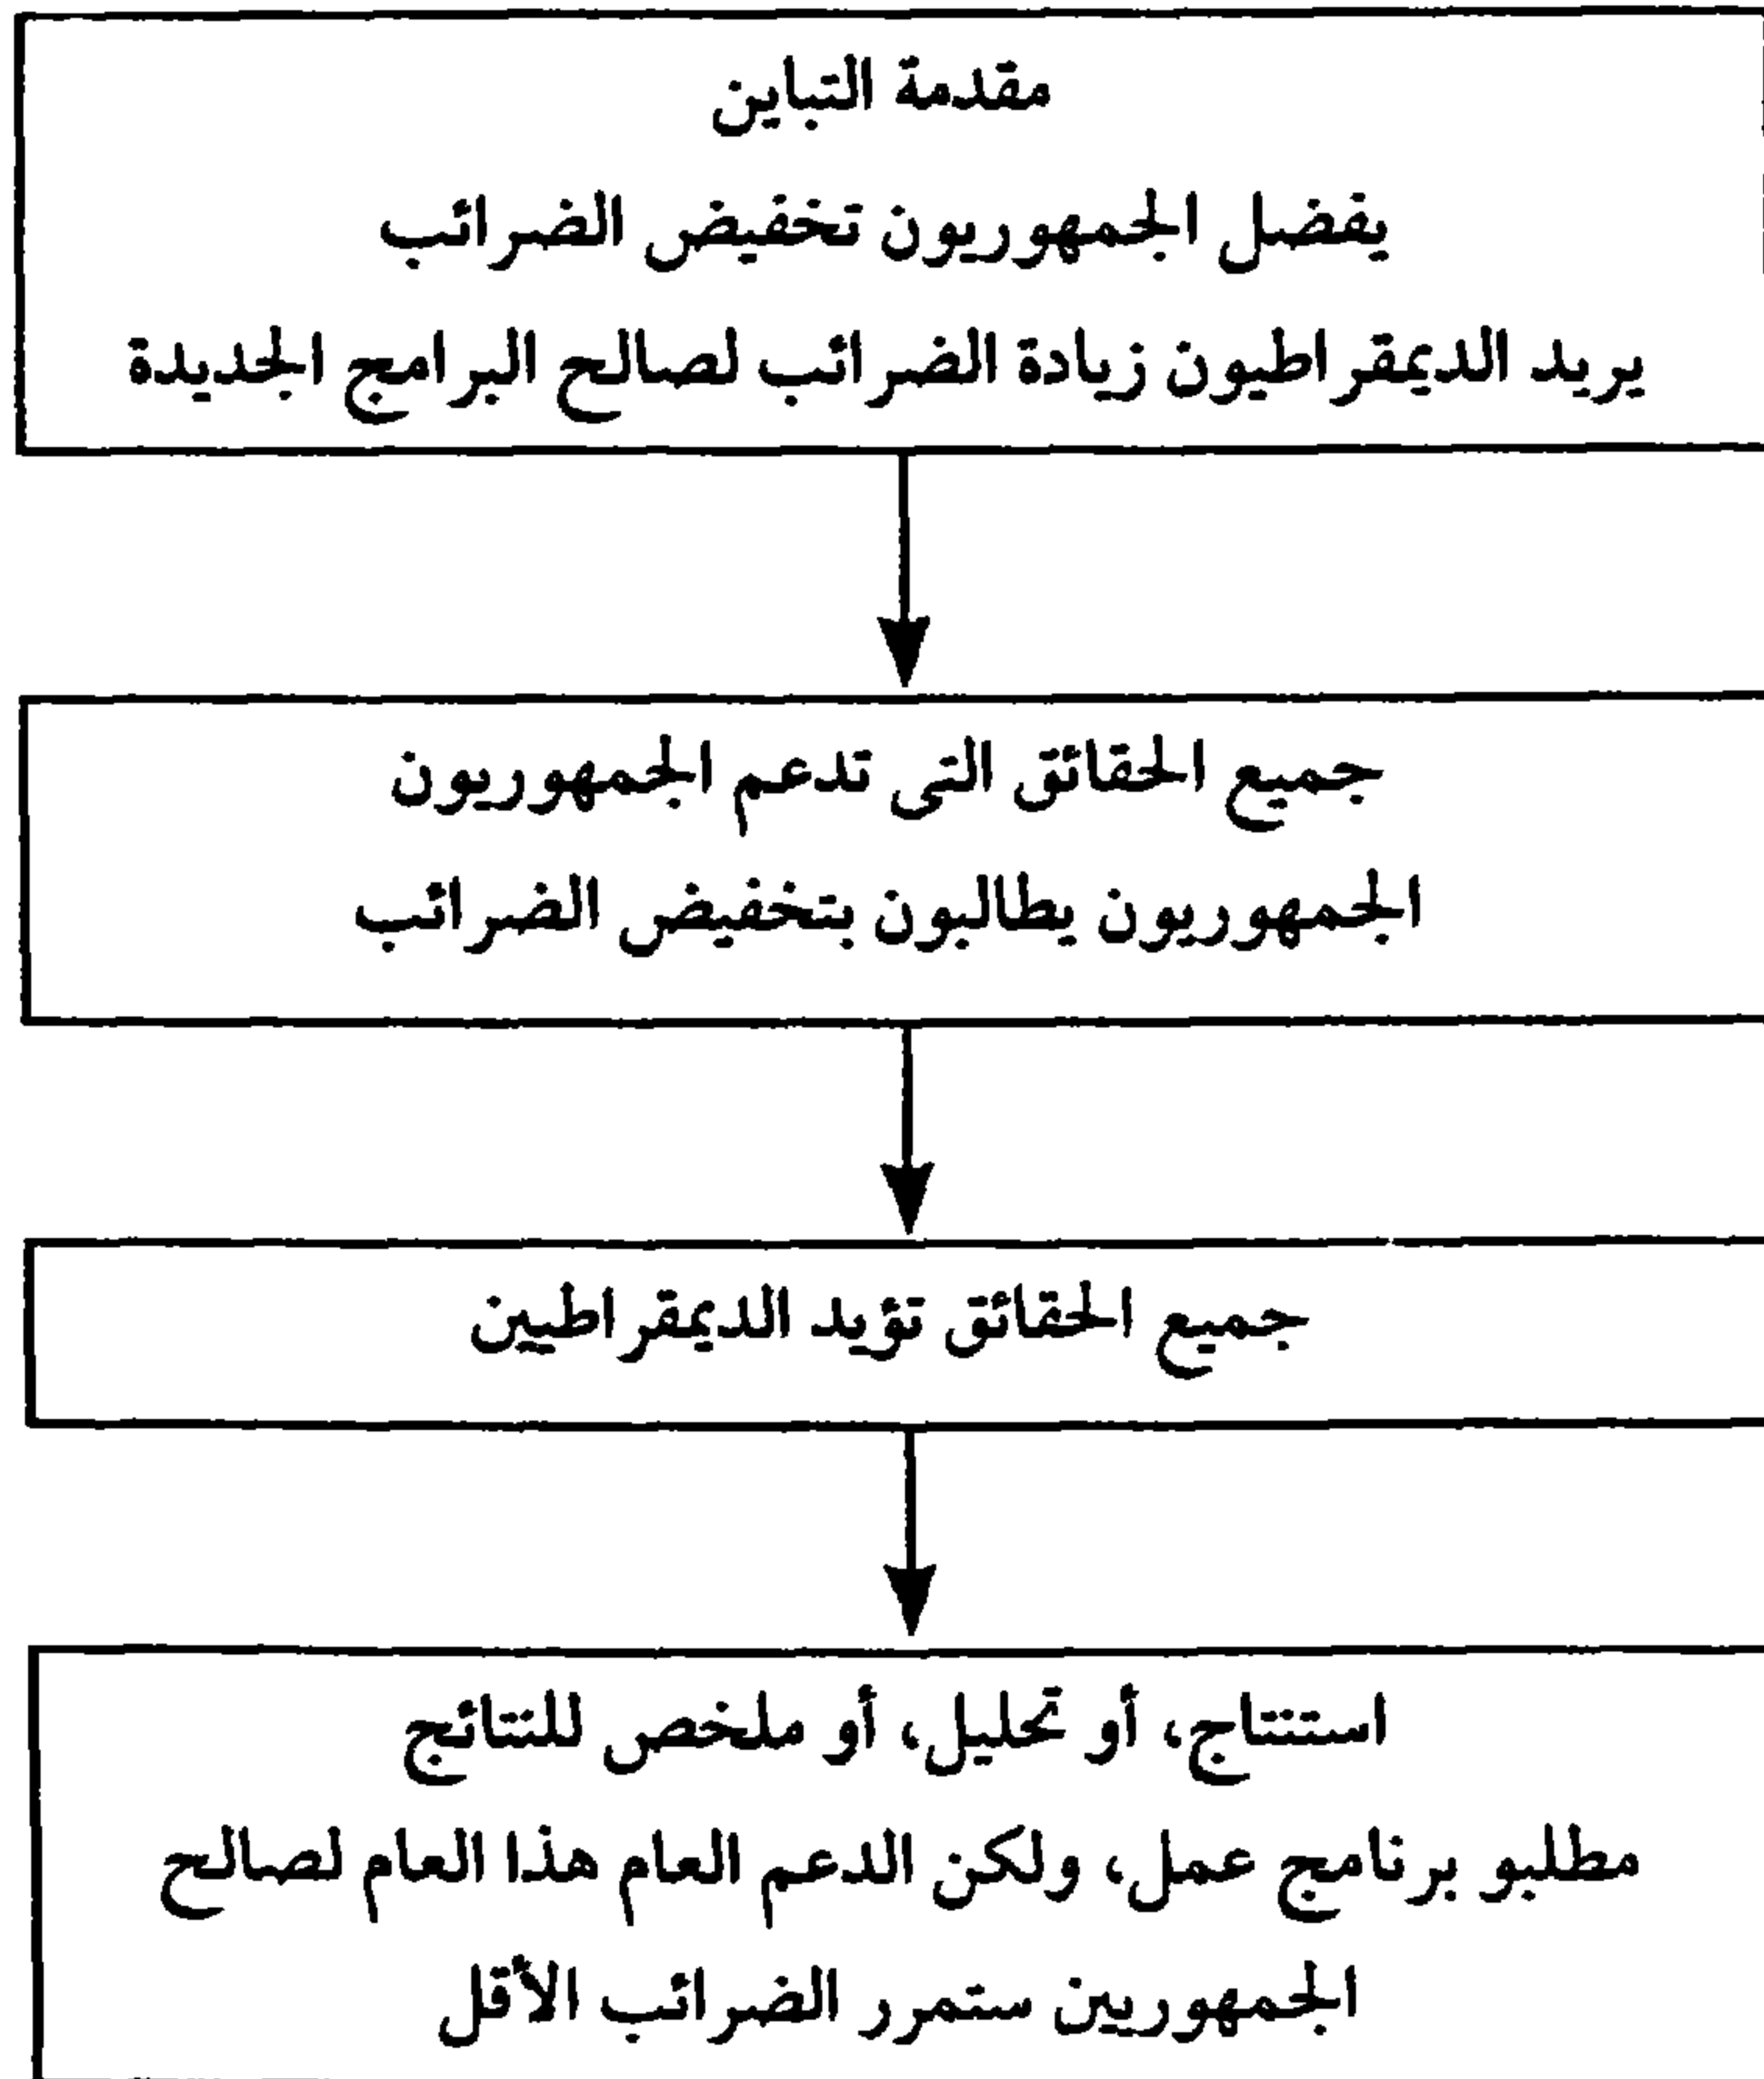 مقدمة التباين
يفضل الجمهوريون تخفيض الضرائب
يريد الديمقراطيون زيادة الضرائب لصالح البرامج الجديدة
جميع الحقائق التى تدعم الجمهوريون
الجمهوريون يطالبون بتخفيض الضرائب
جميع الحقائق تؤيد الديمقراطيين
استنتاج، أو تحليل، أو ملخص للنتائج
مطلبو برنامج عمل، ولكن الدعم العام هذا العام لصالح
الجمهوريين ستمرر الضرائب الأقل